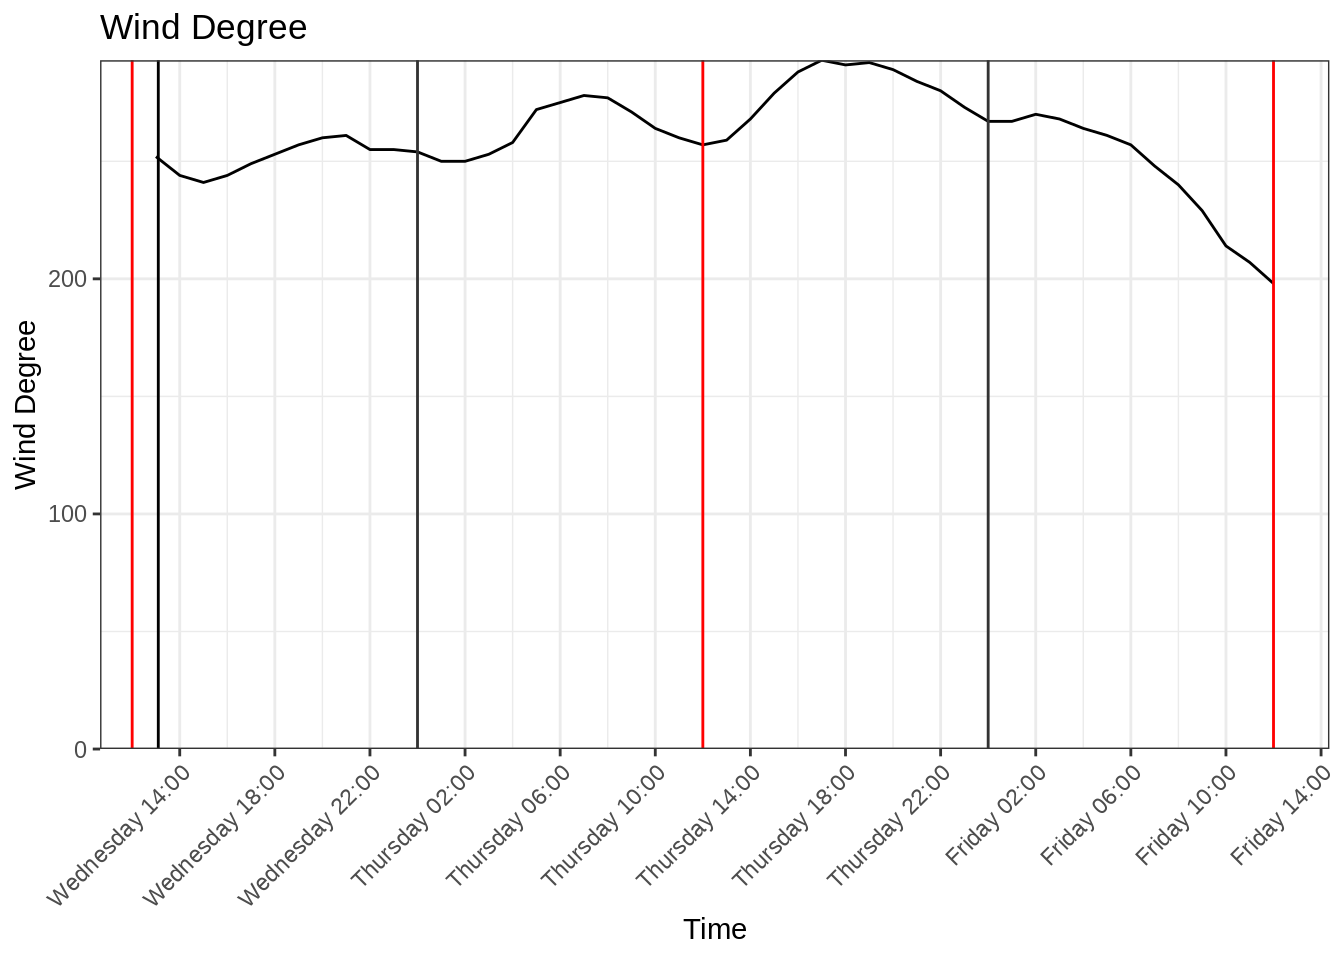 Wind Degree
Wind Degree
200
100
0
Wednesday 14:00
Wednesday 18:00
Wednesday 22:00
Thursday 02:00
Thursday 06:00
Thursday 10:00
Thursday 14:00
Thursday 18:00
Thursday 22:00
Friday 02:00
Friday 06:00
Friday 10:00
Friday 14:00
Time